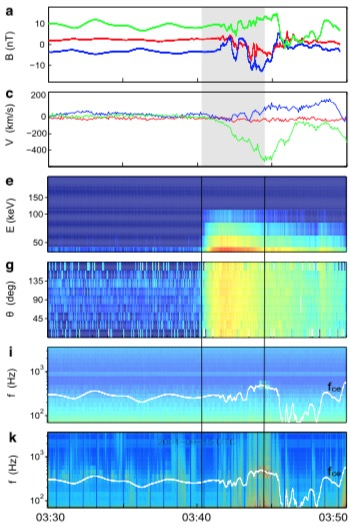 a
B (nT)
10
0
−10
c
V (km/s)
200
0
−200
−400
e
E (keV)
150
100
50
g
θ (deg)
135
90
45
i
f (Hz)
10³
10²
fce
k
f (Hz)
10³
10²
fce
03:30 03:40 03:50